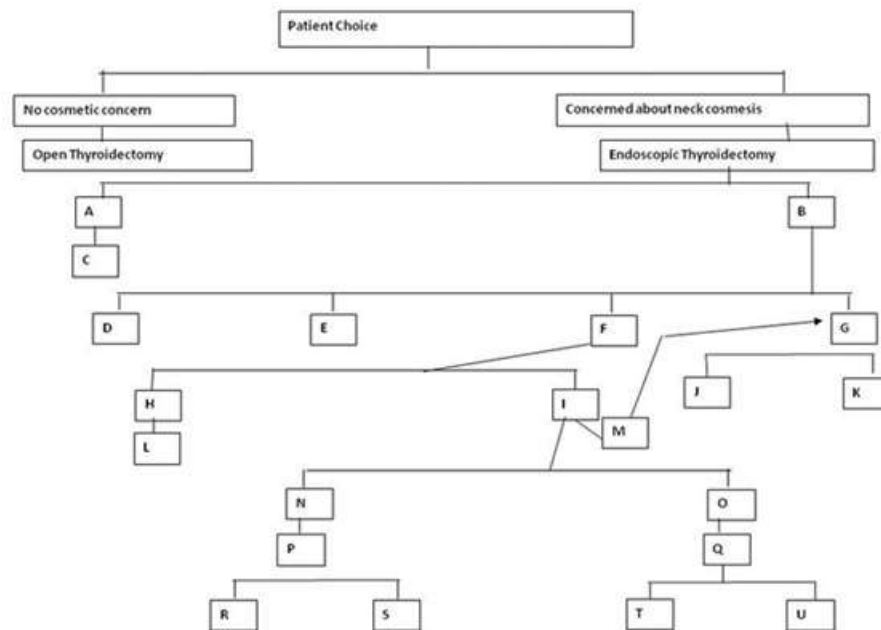 Patient Choice
No cosmetic concern
Concerned about neck cosmesis
Open Thyroidectomy
Endoscopic Thyroidectomy
A
B
C
D
E
F
G
H
I
J
K
L
M
N
O
P
Q
R
S
T
U